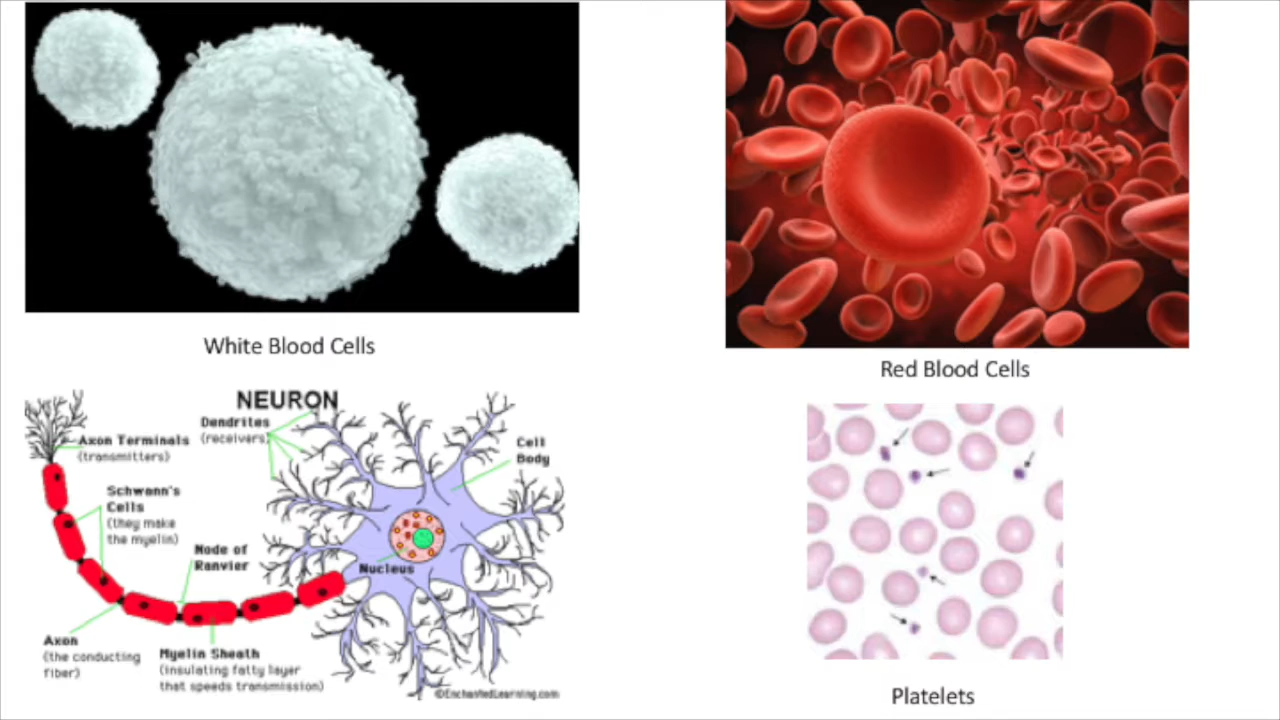 White Blood Cells
Red Blood Cells
NEURON
Dendrites
(receivers)
Cell
Body
Axon Terminals
(transmitters)
Schwann's
Cells
(they make
the myelin)
Node of
Ranvier
Nucleus
Axon
(the conducting
fiber)
Myelin Sheath
(insulating fatty layer
that speeds transmission)
©EnchantedLearning.com
Platelets